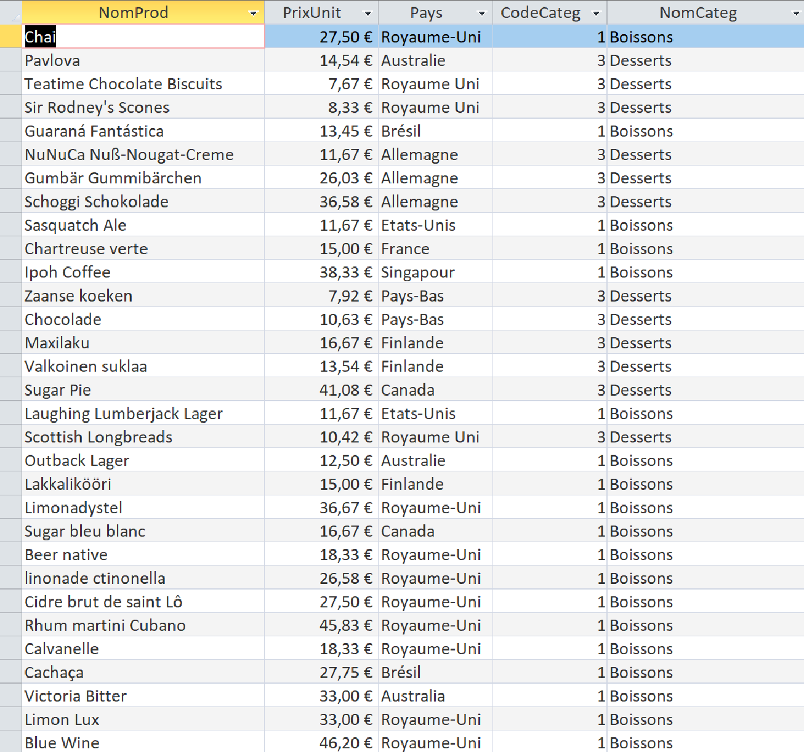 NomProd PrixUnit Pays CodeCateg NomCateg
Chai 27,50 € Royaume-Uni 1 Boissons
Pavlova 14,54 € Australie 3 Desserts
Teatime Chocolate Biscuits 7,67 € Royaume Uni 3 Desserts
Sir Rodney's Scones 8,33 € Royaume Uni 3 Desserts
Guaraná Fantástica 13,45 € Brésil 1 Boissons
NuNuCa Nuß-Nougat-Creme 11,67 € Allemagne 3 Desserts
Gumbär Gummibärchen 26,03 € Allemagne 3 Desserts
Schoggi Schokolade 36,58 € Allemagne 3 Desserts
Sasquatch Ale 11,67 € Etats-Unis 1 Boissons
Chartreuse verte 15,00 € France 1 Boissons
Ipoh Coffee 38,33 € Singapour 1 Boissons
Zaanse koeken 7,92 € Pays-Bas 3 Desserts
Chocolade 10,63 € Pays-Bas 3 Desserts
Maxilaku 16,67 € Finlande 3 Desserts
Valkoinen suklaa 13,54 € Finlande 3 Desserts
Sugar Pie 41,08 € Canada 3 Desserts
Laughing Lumberjack Lager 11,67 € Etats-Unis 1 Boissons
Scottish Longbreads 10,42 € Royaume Uni 3 Desserts
Outback Lager 12,50 € Australie 1 Boissons
Lakkalikööri 15,00 € Finlande 1 Boissons
Limonadystel 36,67 € Royaume-Uni 1 Boissons
Sugar bleu blanc 16,67 € Canada 1 Boissons
Beer native 18,33 € Royaume-Uni 1 Boissons
linonade ctinonella 26,58 € Royaume-Uni 1 Boissons
Cidre brut de saint Lô 27,50 € Royaume-Uni 1 Boissons
Rhum martini Cubano 45,83 € Royaume-Uni 1 Boissons
Calvanelle 18,33 € Royaume-Uni 1 Boissons
Cachaça 27,75 € Brésil 1 Boissons
Victoria Bitter 33,00 € Australia 1 Boissons
Limon Lux 33,00 € Royaume-Uni 1 Boissons
Blue Wine 46,20 € Royaume-Uni 1 Boissons